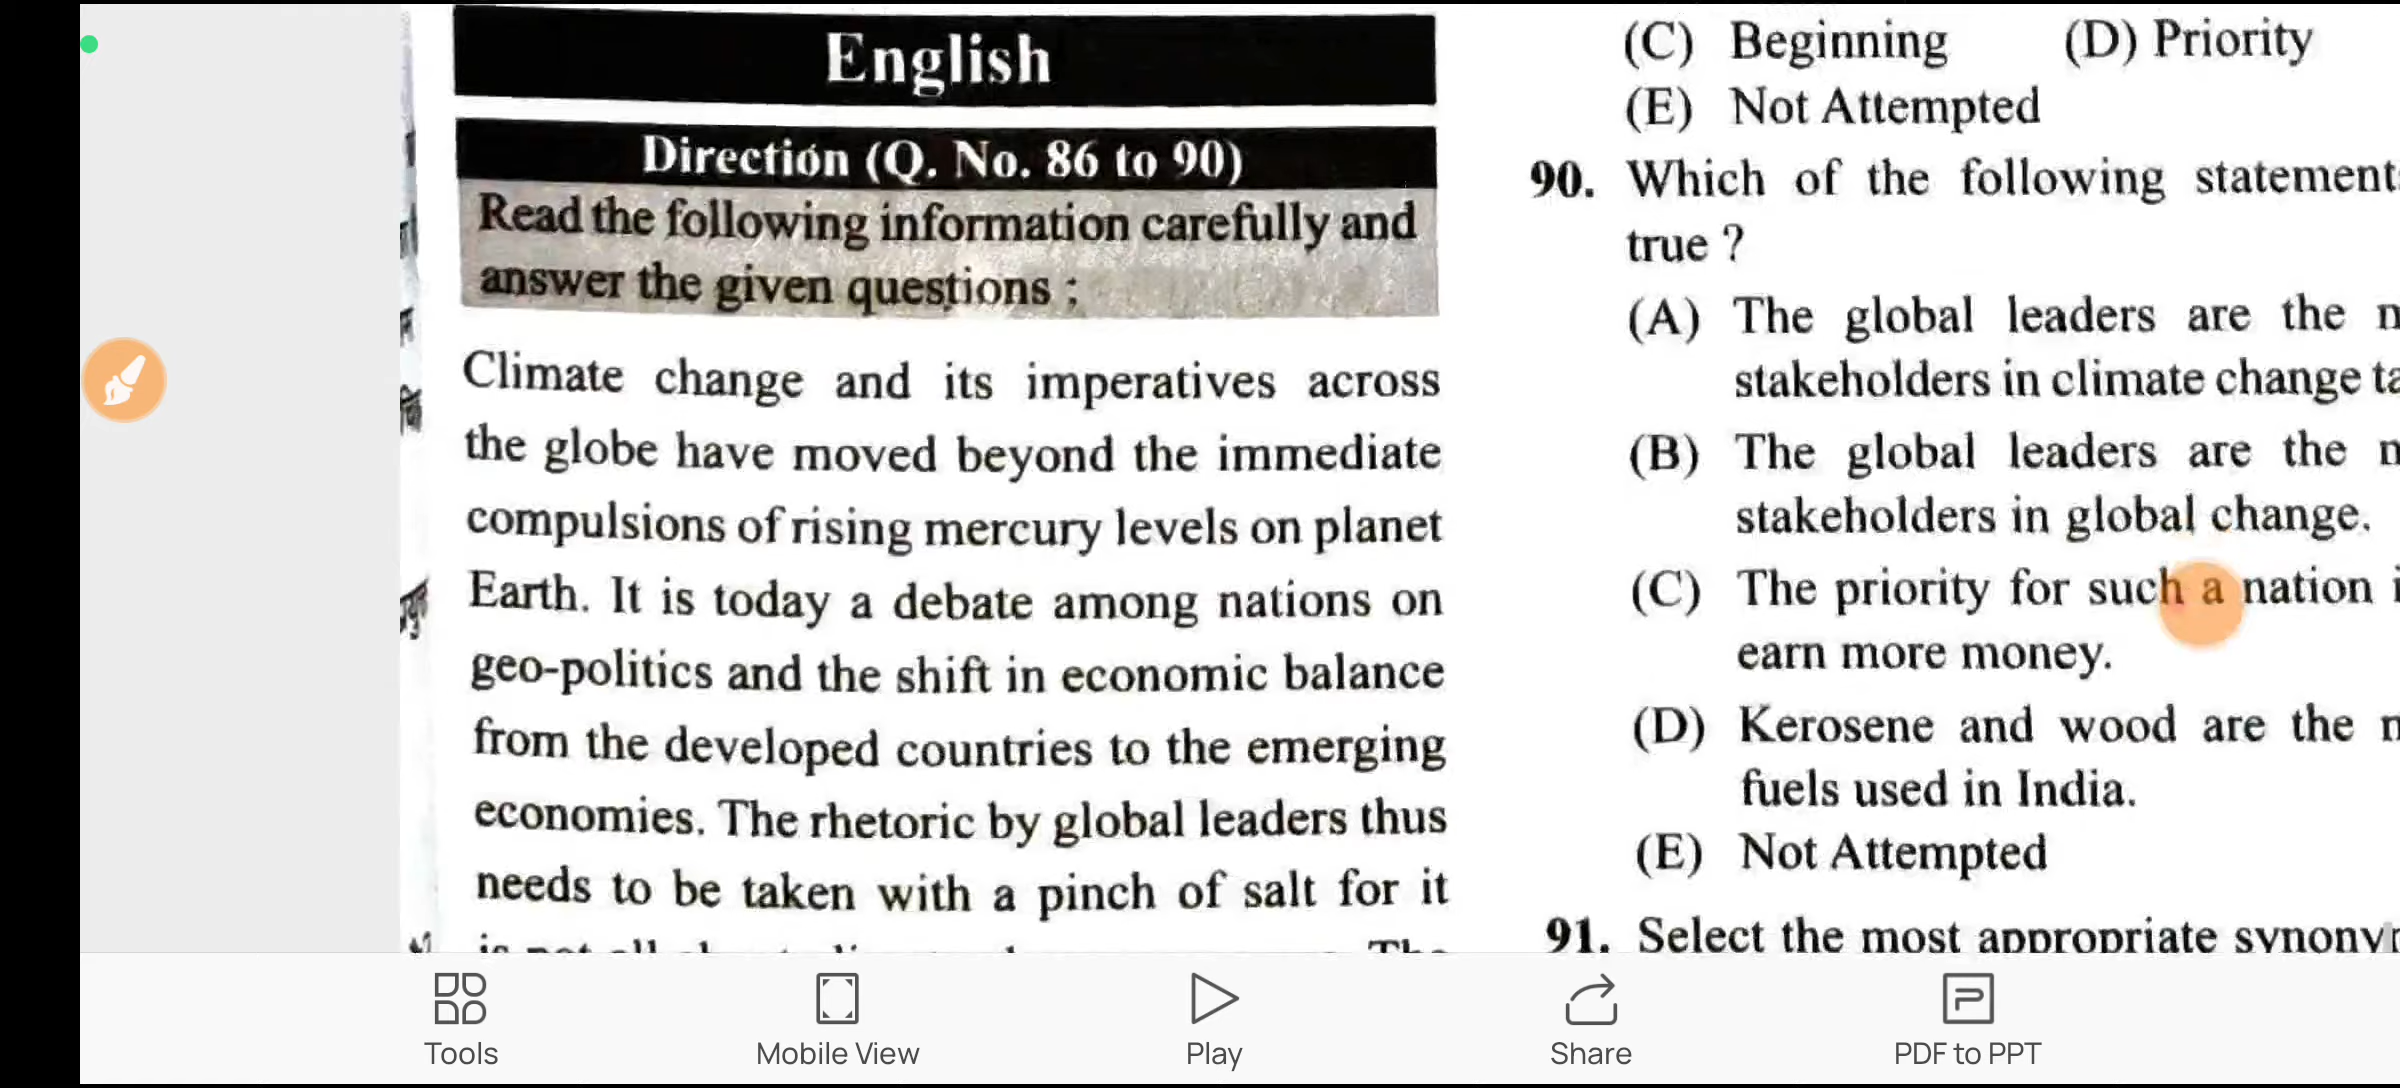 English
Direction (Q. No. 86 to 90)
Read the following information carefully and
answer the given questions :
Climate change and its imperatives across
the globe have moved beyond the immediate
compulsions of rising mercury levels on planet
Earth. It is today a debate among nations on
geo-politics and the shift in economic balance
from the developed countries to the emerging
economies. The rhetoric by global leaders thus
needs to be taken with a pinch of salt for it
(C) Beginning (D) Priority
(E) Not Attempted
90. Which of the following statement
true ?
(A) The global leaders are the
stakeholders in climate change
(B) The global leaders are the
stakeholders in global change.
(C) The priority for such a nation
earn more money.
(D) Kerosene and wood are the
fuels used in India.
(E) Not Attempted
91. Select the most appropriate
Tools
Mobile View
Play
Share
PDF to PPT